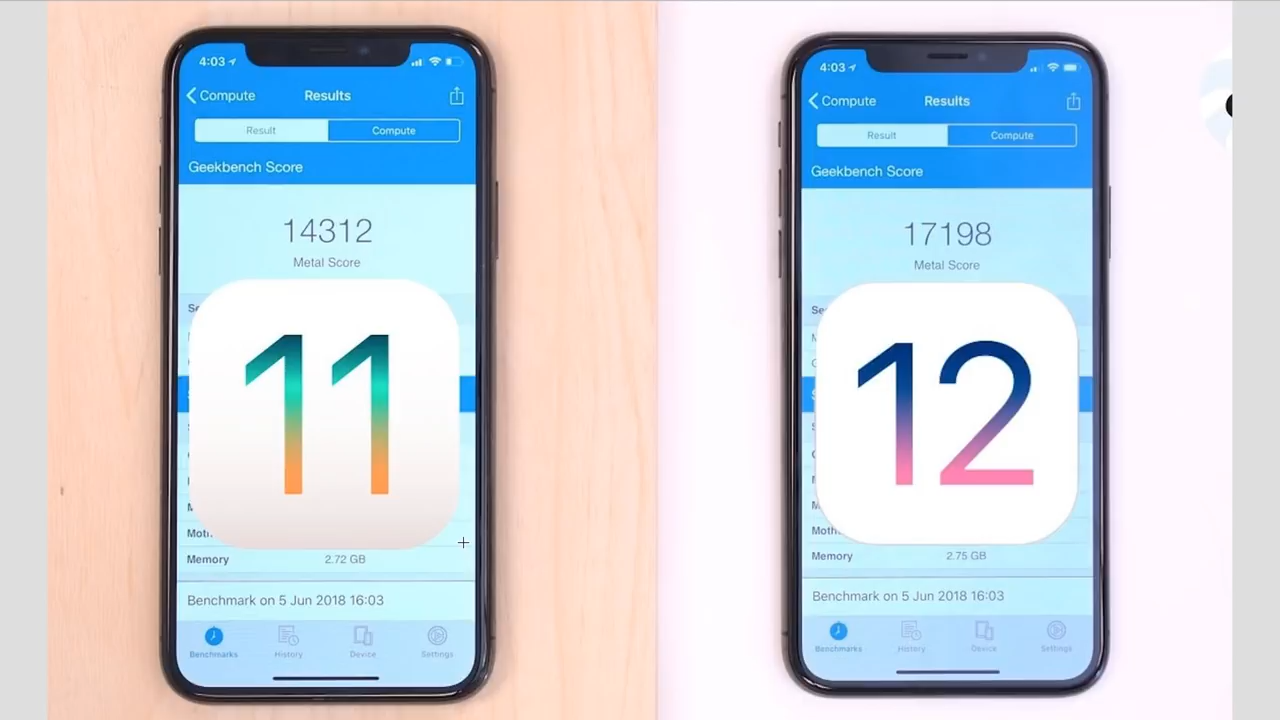 4:03
Compute Results
Result Compute
Geekbench Score
14312
Metal Score
11
Memory 2.72 GB
Benchmark on 5 Jun 2018 16:03
Benchmarks History Device Settings
4:03
Compute Results
Result Compute
Geekbench Score
17198
Metal Score
12
Memory 2.75 GB
Benchmark on 5 Jun 2018 16:03
Benchmarks History Device Settings